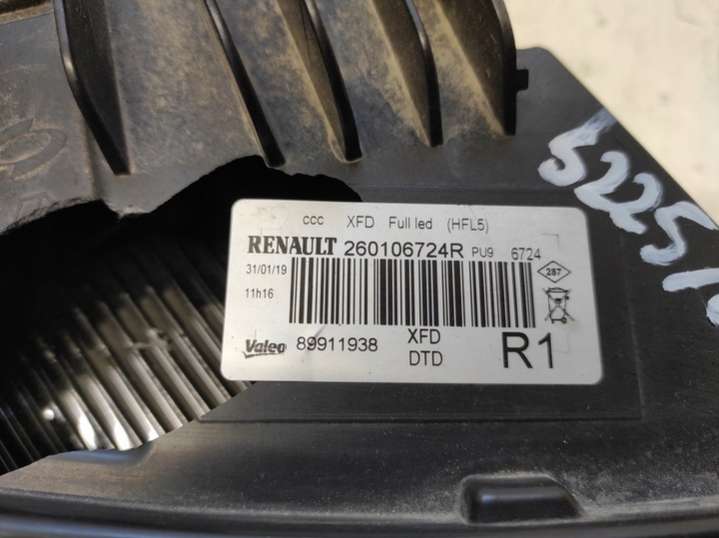 ccc XFD Full led (HFL5)
RENAULT 260106724R PU9 6724
31/01/19
287
11h16
Valeo 89911938 XFD
DTD
R1